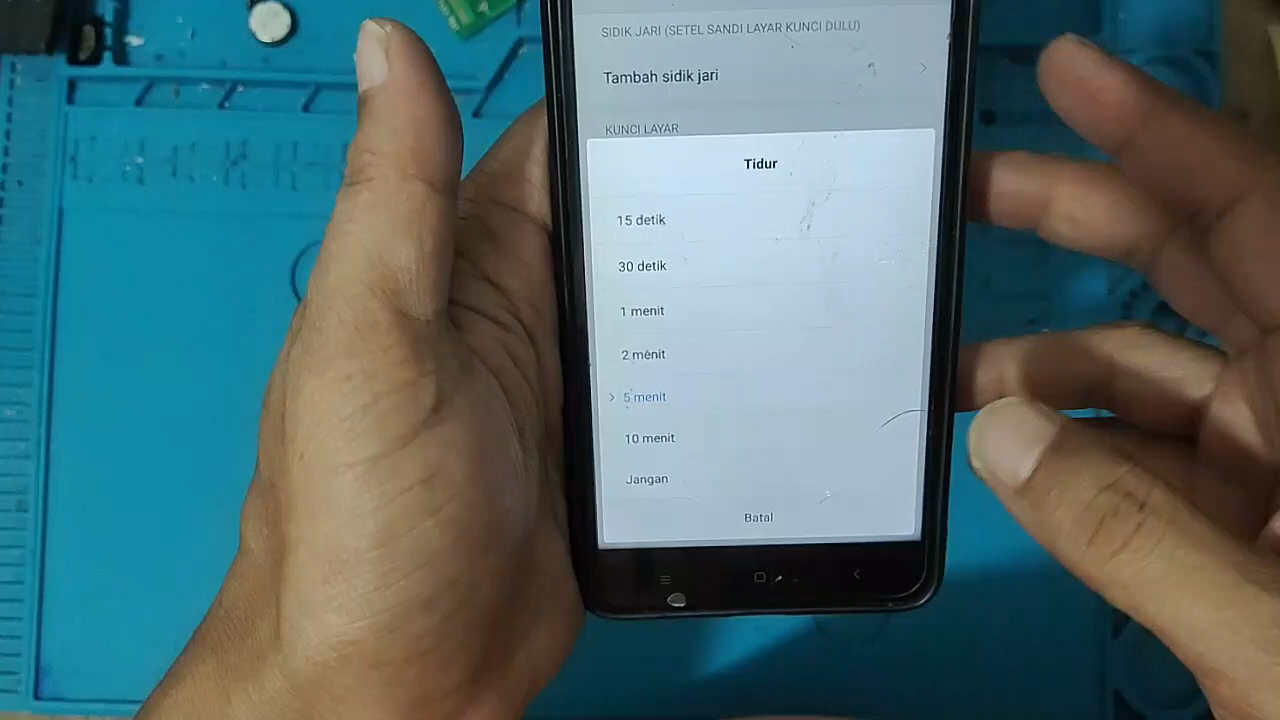 SIDIK JARI (SETEL SANDI LAYAR KUNCI DULU)
Tambah sidik jari
KUNCI LAYAR
Tidur
15 detik
30 detik
1 menit
2 menit
5 menit
10 menit
Jangan
Batal